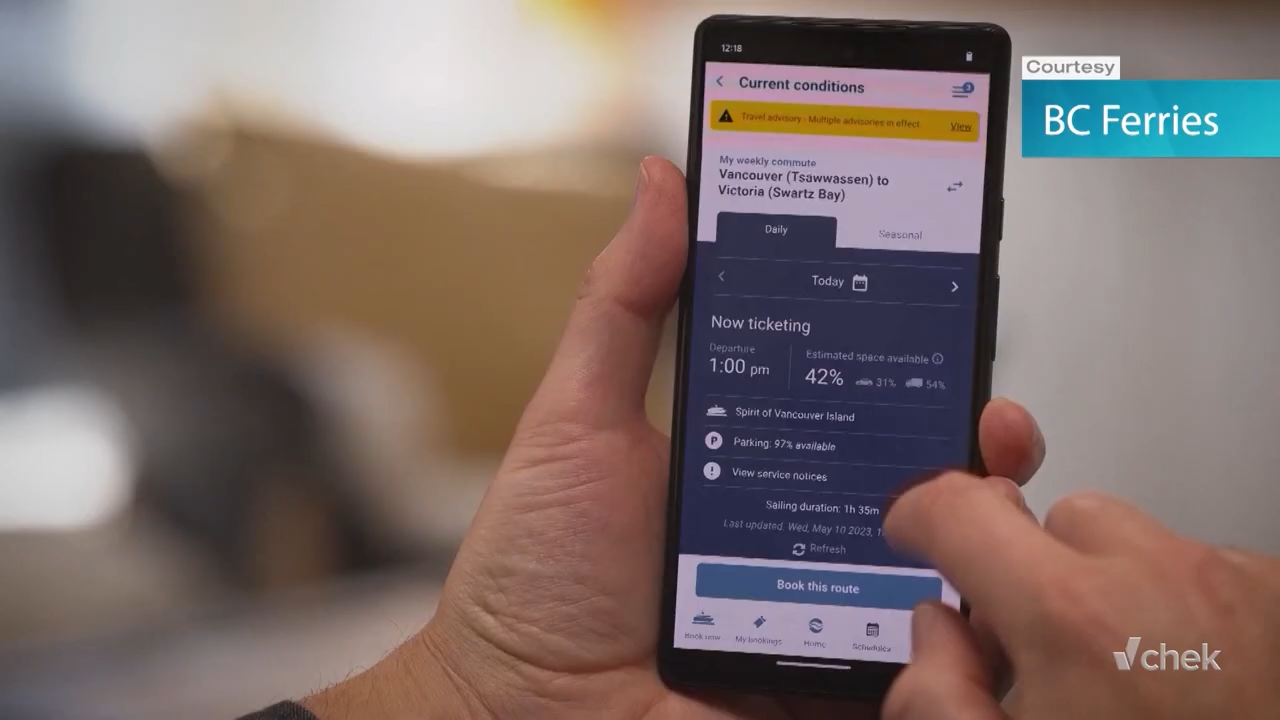 12:18
Current conditions
Travel advisory - Multiple advisories in effect
View
My weekly commute
Vancouver (Tsawwassen) to
Victoria (Swartz Bay)
Daily
Seasonal
Today
Now ticketing
Departure
Estimated space available
1:00 pm
42%
31%
54%
Spirit of Vancouver Island
P
Parking: 97% available
View service notices
Sailing duration: 1h 35m
Last updated: Wed, May 10 2023,
Refresh
Book this route
Book now
My bookings
Home
Schedules
Courtesy
BC Ferries
chek